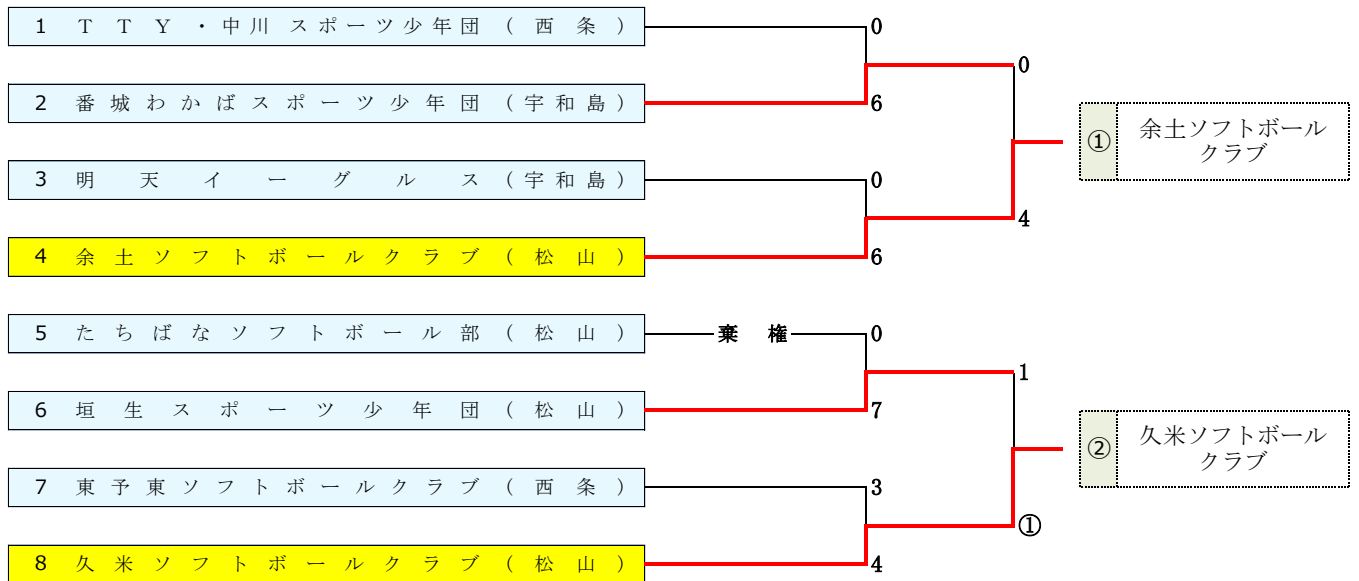 1 TTY・中川スポーツ少年団(西条)
0
0
2 番城わかばスポーツ少年団(宇和島)
6
① 余土ソフトボール
クラブ
3 明天イーグルス(宇和島)
0
4
4 余土ソフトボールクラブ(松山)
6
5 たちばなソフトボール部(松山)
棄権
0
1
6 垣生スポーツ少年団(松山)
7
② 久米ソフトボール
クラブ
7 東予東ソフトボールクラブ(西条)
3
①
8 久米ソフトボールクラブ(松山)
4